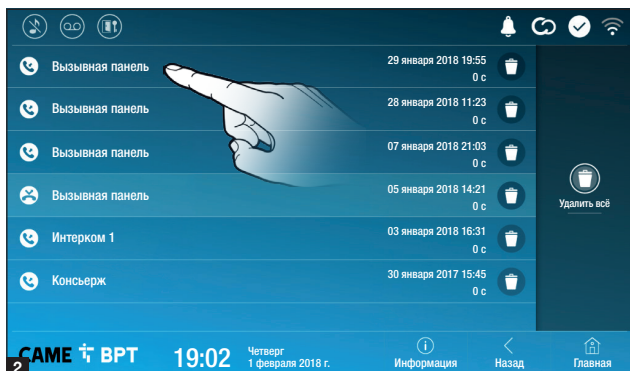 Вызывная панель
29 января 2018 19:55
0 с
Вызывная панель
28 января 2018 11:23
0 с
Вызывная панель
07 января 2018 21:03
0 с
Вызывная панель
05 января 2018 14:21
0 с
Интерком 1
03 января 2018 16:31
0 с
Консьерж
30 января 2017 15:45
0 с
Удалить всё
CAME BPT
19:02
Четверг
1 февраля 2018 г.
Информация
Назад
Главная
2